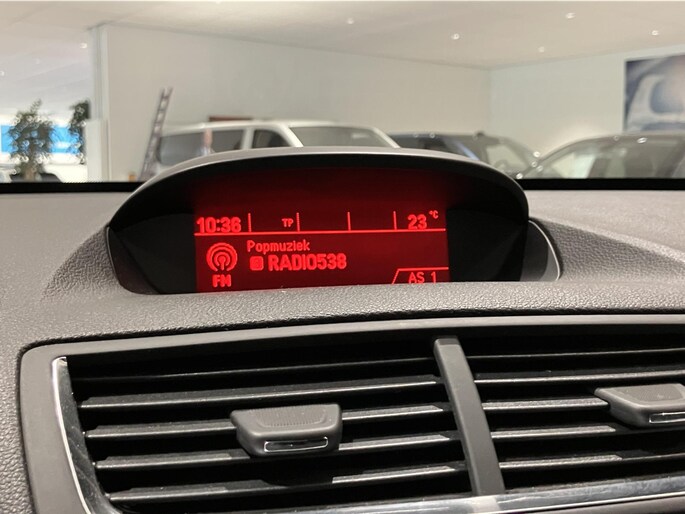 10:36 TP 23 °C
Popmuziek
RADIO538
FM AS 1